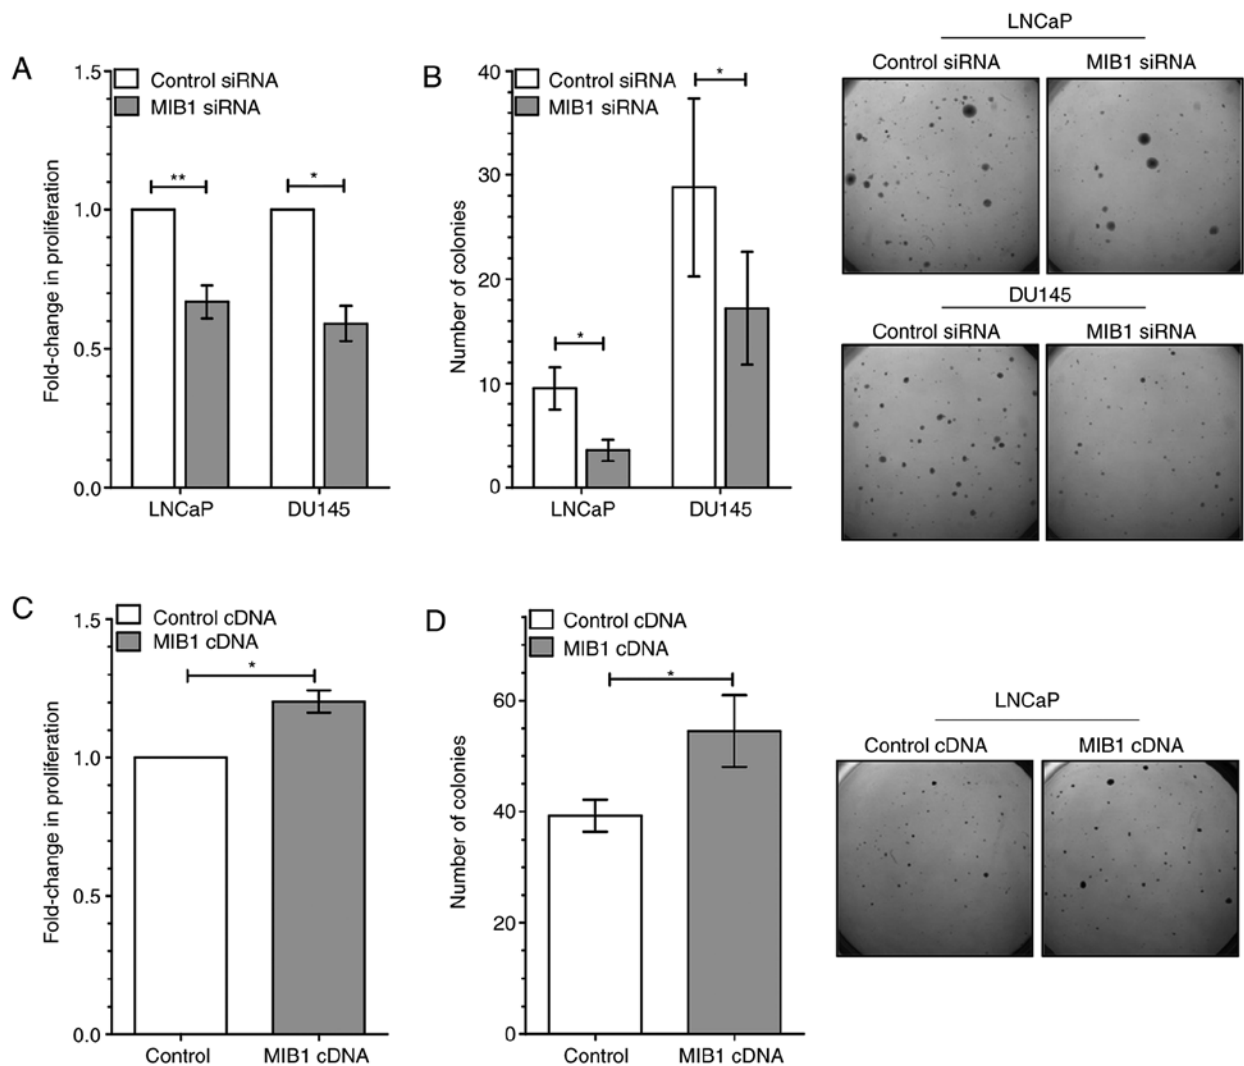 A
1.5
1.0
0.5
0.0
Fold-change in proliferation
Control siRNA
MIB1 siRNA
**
*
LNCaP
DU145
B
40
30
20
10
0
Number of colonies
Control siRNA
MIB1 siRNA
*
*
LNCaP
DU145
LNCaP
Control siRNA
MIB1 siRNA
DU145
Control siRNA
MIB1 siRNA
C
1.5
1.0
0.5
0.0
Fold-change in proliferation
Control cDNA
MIB1 cDNA
*
Control
MIB1 cDNA
D
60
40
20
0
Number of colonies
Control cDNA
MIB1 cDNA
*
Control
MIB1 cDNA
LNCaP
Control cDNA
MIB1 cDNA